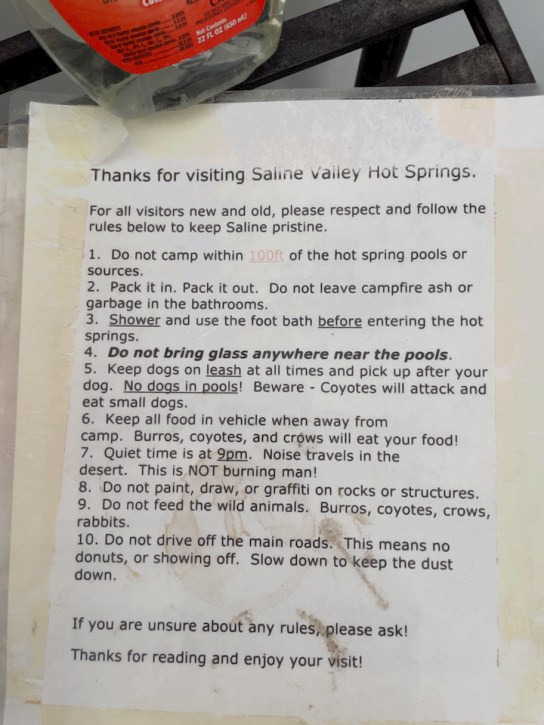 Net Contents
22 FL OZ (650 mL)
Thanks for visiting Saline Valley Hot Springs.
For all visitors new and old, please respect and follow the
rules below to keep Saline pristine.
1. Do not camp within 100ft of the hot spring pools or
sources.
2. Pack it in. Pack it out. Do not leave campfire ash or
garbage in the bathrooms.
3. Shower and use the foot bath before entering the hot
springs.
4. Do not bring glass anywhere near the pools.
5. Keep dogs on leash at all times and pick up after your
dog. No dogs in pools! Beware - Coyotes will attack and
eat small dogs.
6. Keep all food in vehicle when away from
camp. Burros, coyotes, and crows will eat your food!
7. Quiet time is at 9pm. Noise travels in the
desert. This is NOT burning man!
8. Do not paint, draw, or graffiti on rocks or structures.
9. Do not feed the wild animals. Burros, coyotes, crows,
rabbits.
10. Do not drive off the main roads. This means no
donuts, or showing off. Slow down to keep the dust
down.
If you are unsure about any rules, please ask!
Thanks for reading and enjoy your visit!